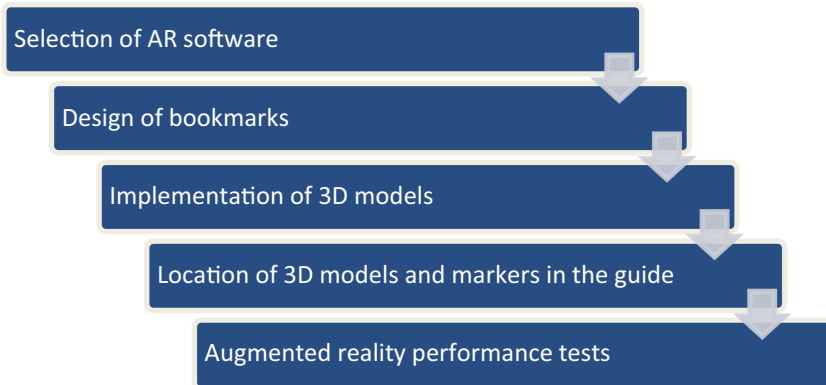 Selection of AR software
Design of bookmarks
Implementation of 3D models
Location of 3D models and markers in the guide
Augmented reality performance tests